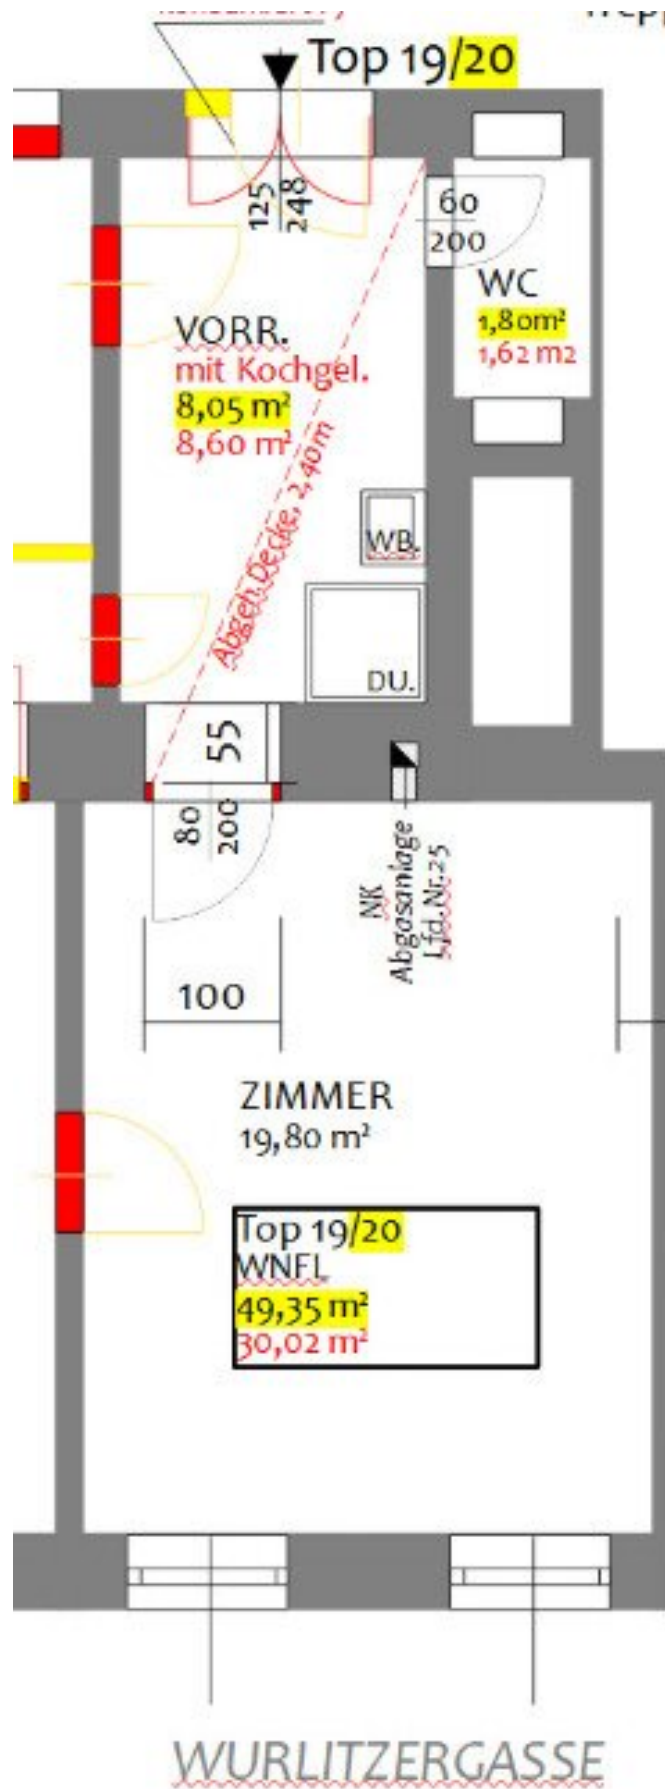 Top 19/20
125
248
60
200
WC
1,80m²
1,62 m2
VORR.
mit Kochgel.
8,05 m²
8,60 m²
Abgeh. Decke, 2,40m
WB.
DU.
55
80
200
NK
Abgasanlage
Lfd.Nr.25
100
ZIMMER
19,80 m²
Top 19/20
WNFL
49,35 m²
30,02 m²
WURLITZERGASSE